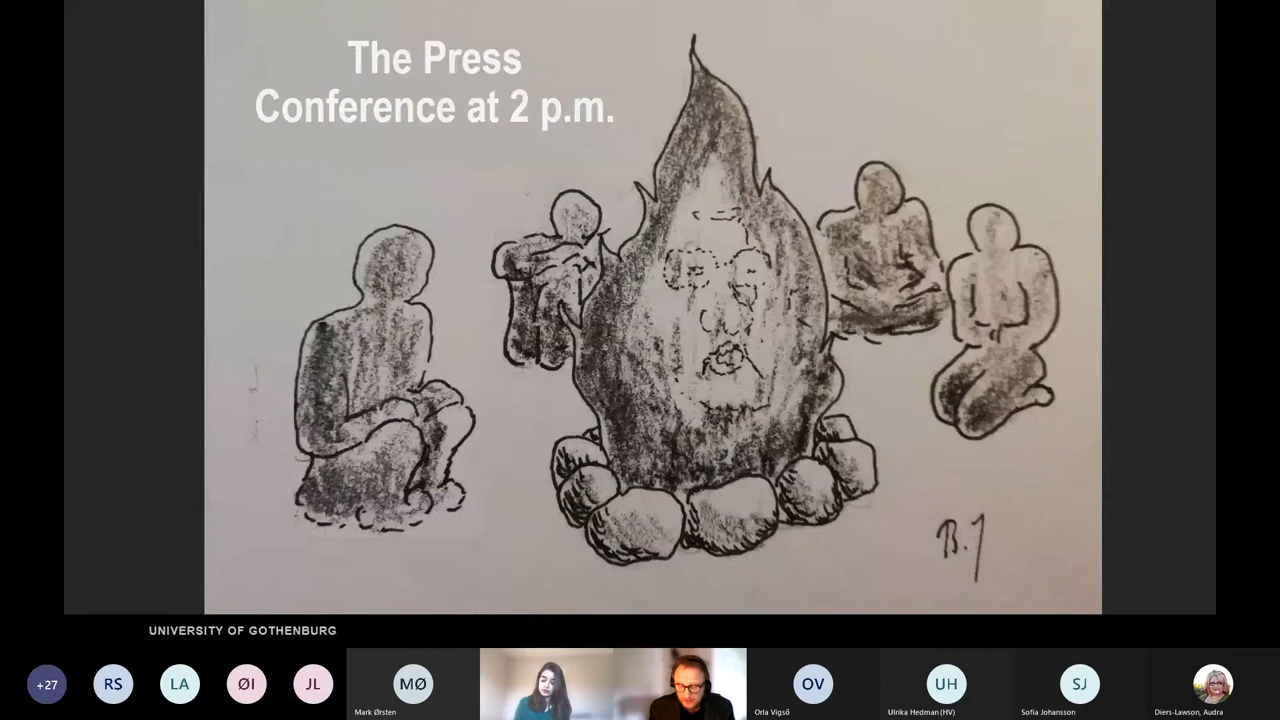 The Press
Conference at 2 p.m.
B.J
UNIVERSITY OF GOTHENBURG
+27
RS
LA
ØI
JL
MØ
OV
UH
SJ
Mark Ørsten
Orla Vigsö
Ulrika Hedman (HV)
Sofia Johansson
Diers-Lawson, Audra